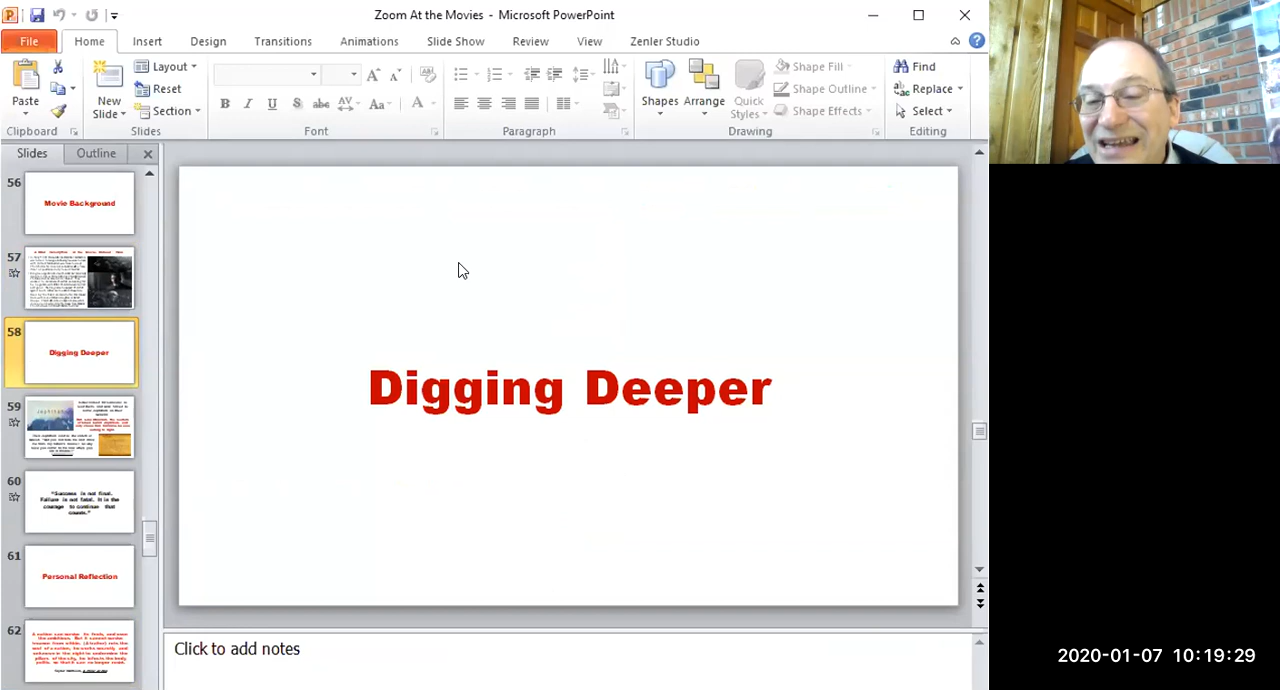 Zoom At the Movies - Microsoft PowerPoint
File Home Insert Design Transitions Animations Slide Show Review View Zenler Studio
Paste
New
Slide
Layout
Reset
Section
B I U S abc AV Aa A
Shapes
Arrange
Quick
Styles
Shape Fill
Shape Outline
Shape Effects
Find
Replace
Select
Clipboard Slides Font Paragraph Drawing Editing
Slides Outline
56
Movie Background
57
58
Digging Deeper
59
60
"Success is not final.
Failure is not fatal. It is the
courage to continue that
counts."
61
Personal Reflection
62
Digging Deeper
Click to add notes
2020-01-07 10:19:29